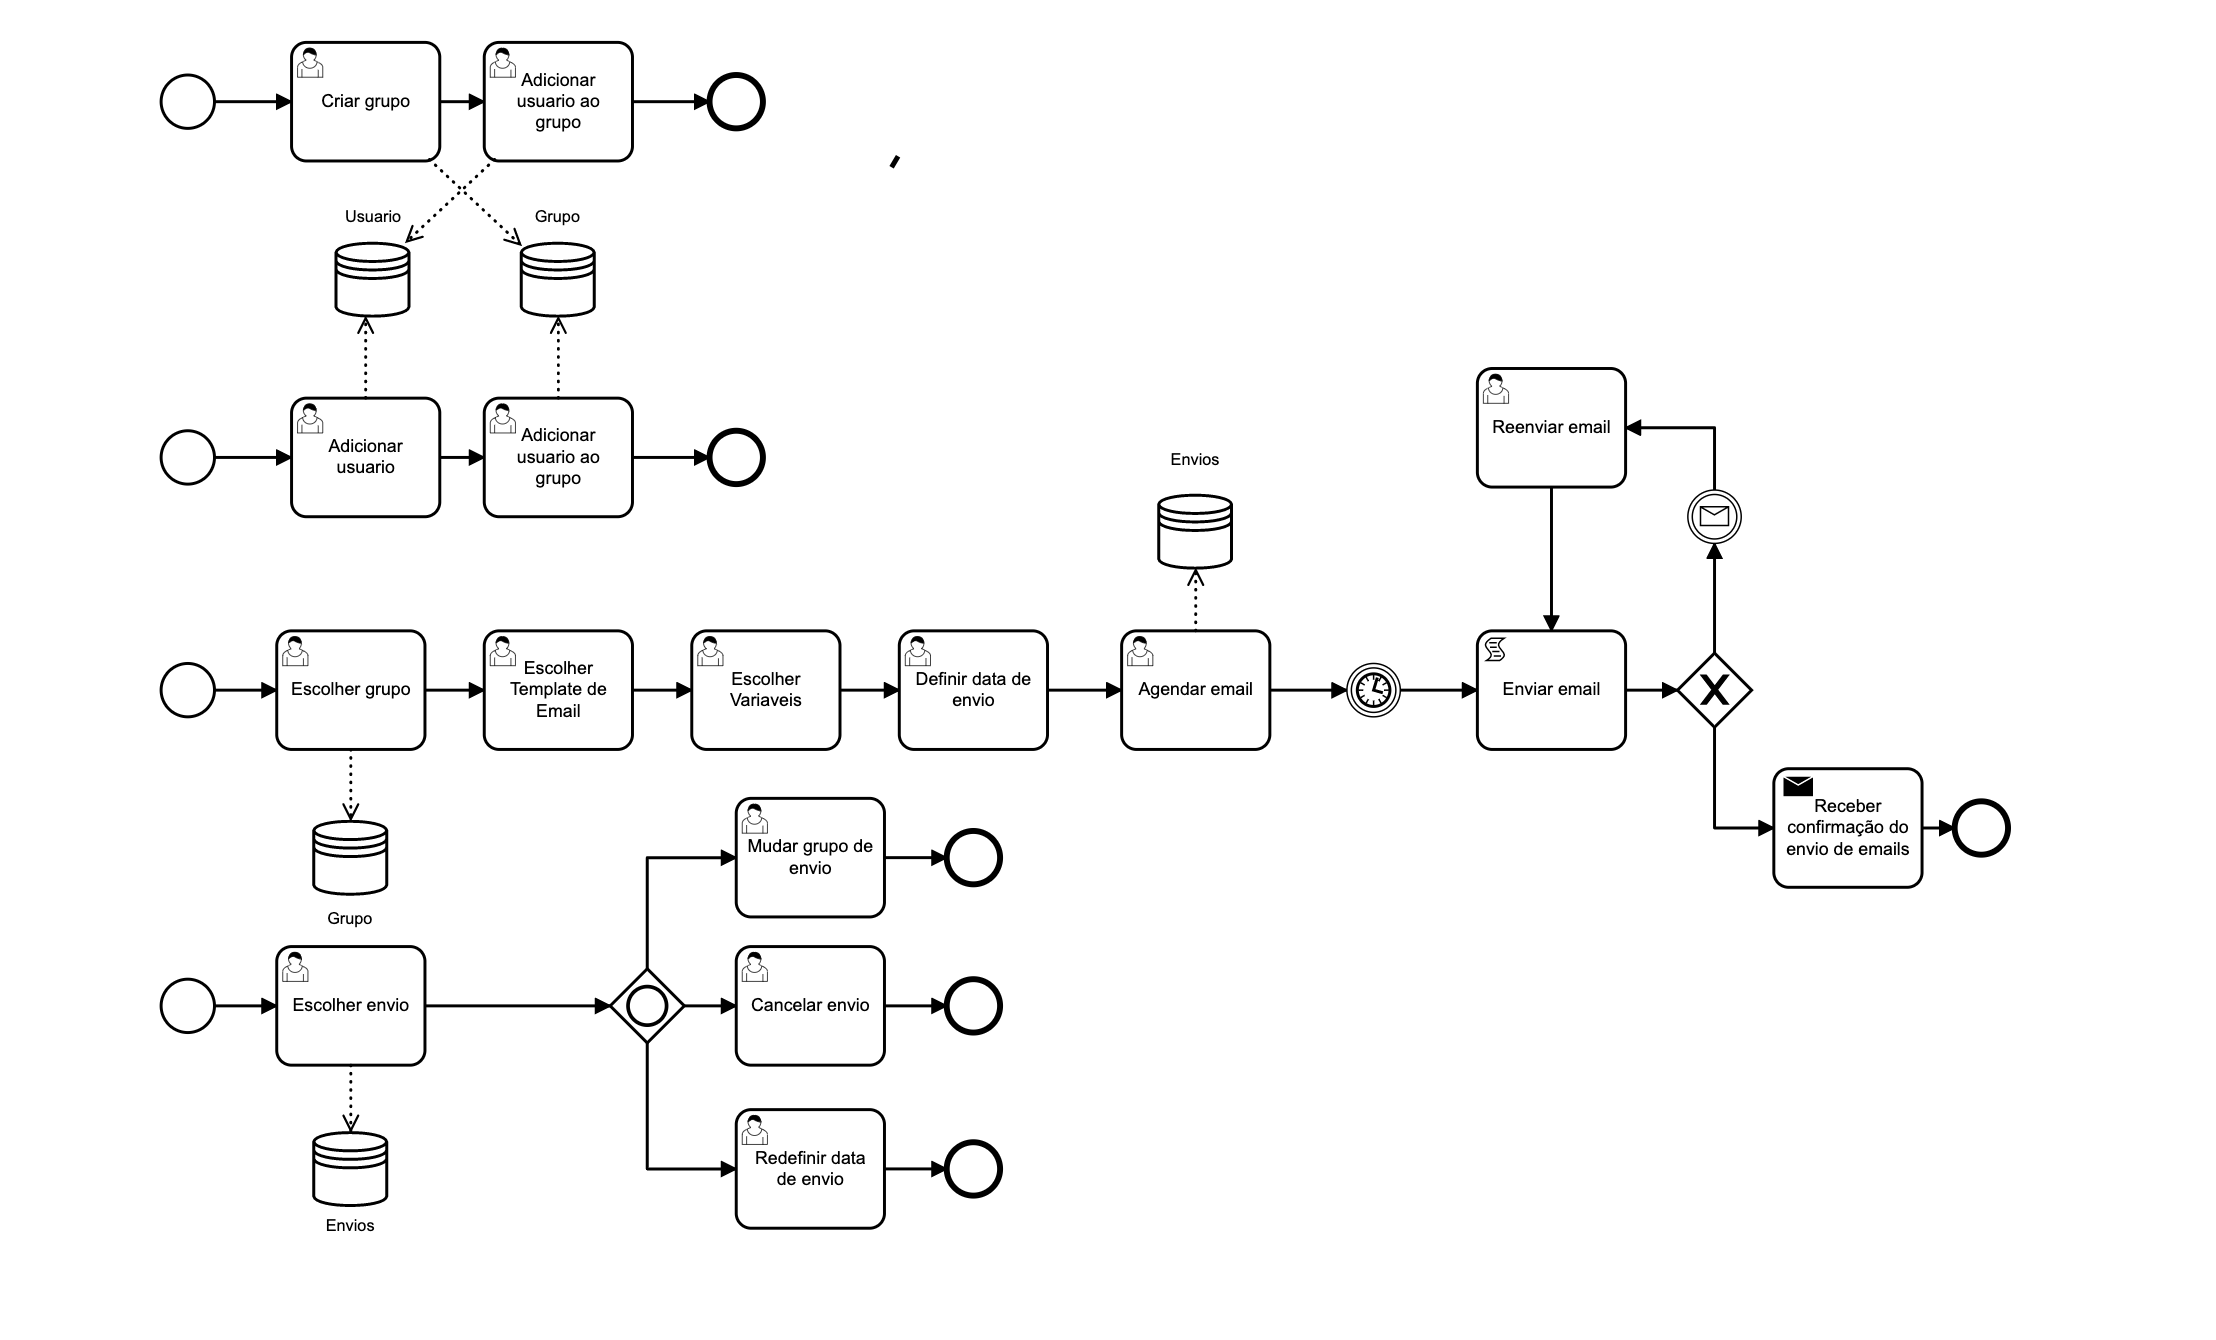 Criar grupo
Adicionar
usuario ao
grupo
Usuario
Grupo
Adicionar
usuario
Adicionar
usuario ao
grupo
Reenviar email
Envios
Escolher grupo
Escolher
Template de
Email
Escolher
Variaveis
Definir data de
envio
Agendar email
Enviar email
Receber
confirmação do
envio de emails
Mudar grupo de
envio
Grupo
Escolher envio
Cancelar envio
Redefinir data
de envio
Envios